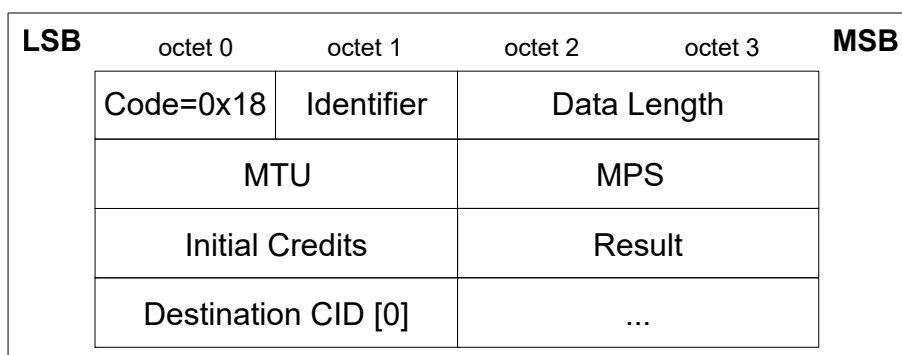 LSB octet 0 octet 1 octet 2 octet 3 MSB
Code=0x18 Identifier Data Length
MTU MPS
Initial Credits Result
Destination CID [0] ...